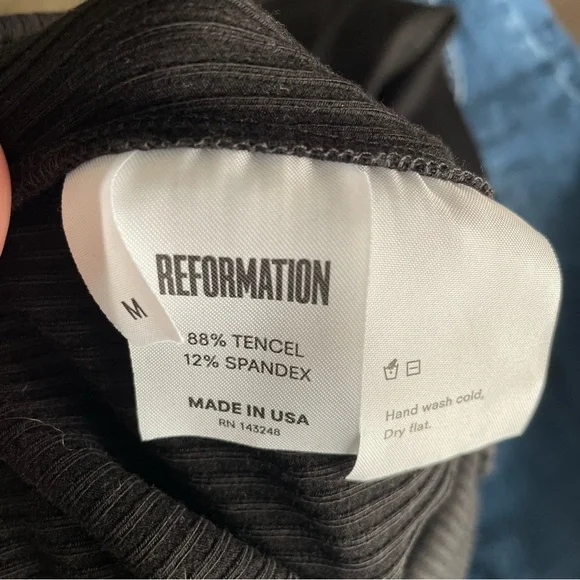 M
REFORMATION
88% TENCEL
12% SPANDEX
MADE IN USA
RN 143248
Hand wash cold,
Dry flat.